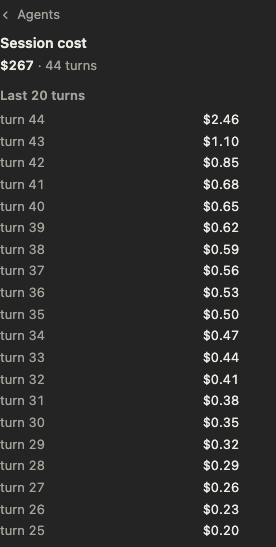 < Agents
Session cost
$267 · 44 turns
Last 20 turns
turn 44 $2.46
turn 43 $1.10
turn 42 $0.85
turn 41 $0.68
turn 40 $0.65
turn 39 $0.62
turn 38 $0.59
turn 37 $0.56
turn 36 $0.53
turn 35 $0.50
turn 34 $0.47
turn 33 $0.44
turn 32 $0.41
turn 31 $0.38
turn 30 $0.35
turn 29 $0.32
turn 28 $0.29
turn 27 $0.26
turn 26 $0.23
turn 25 $0.20